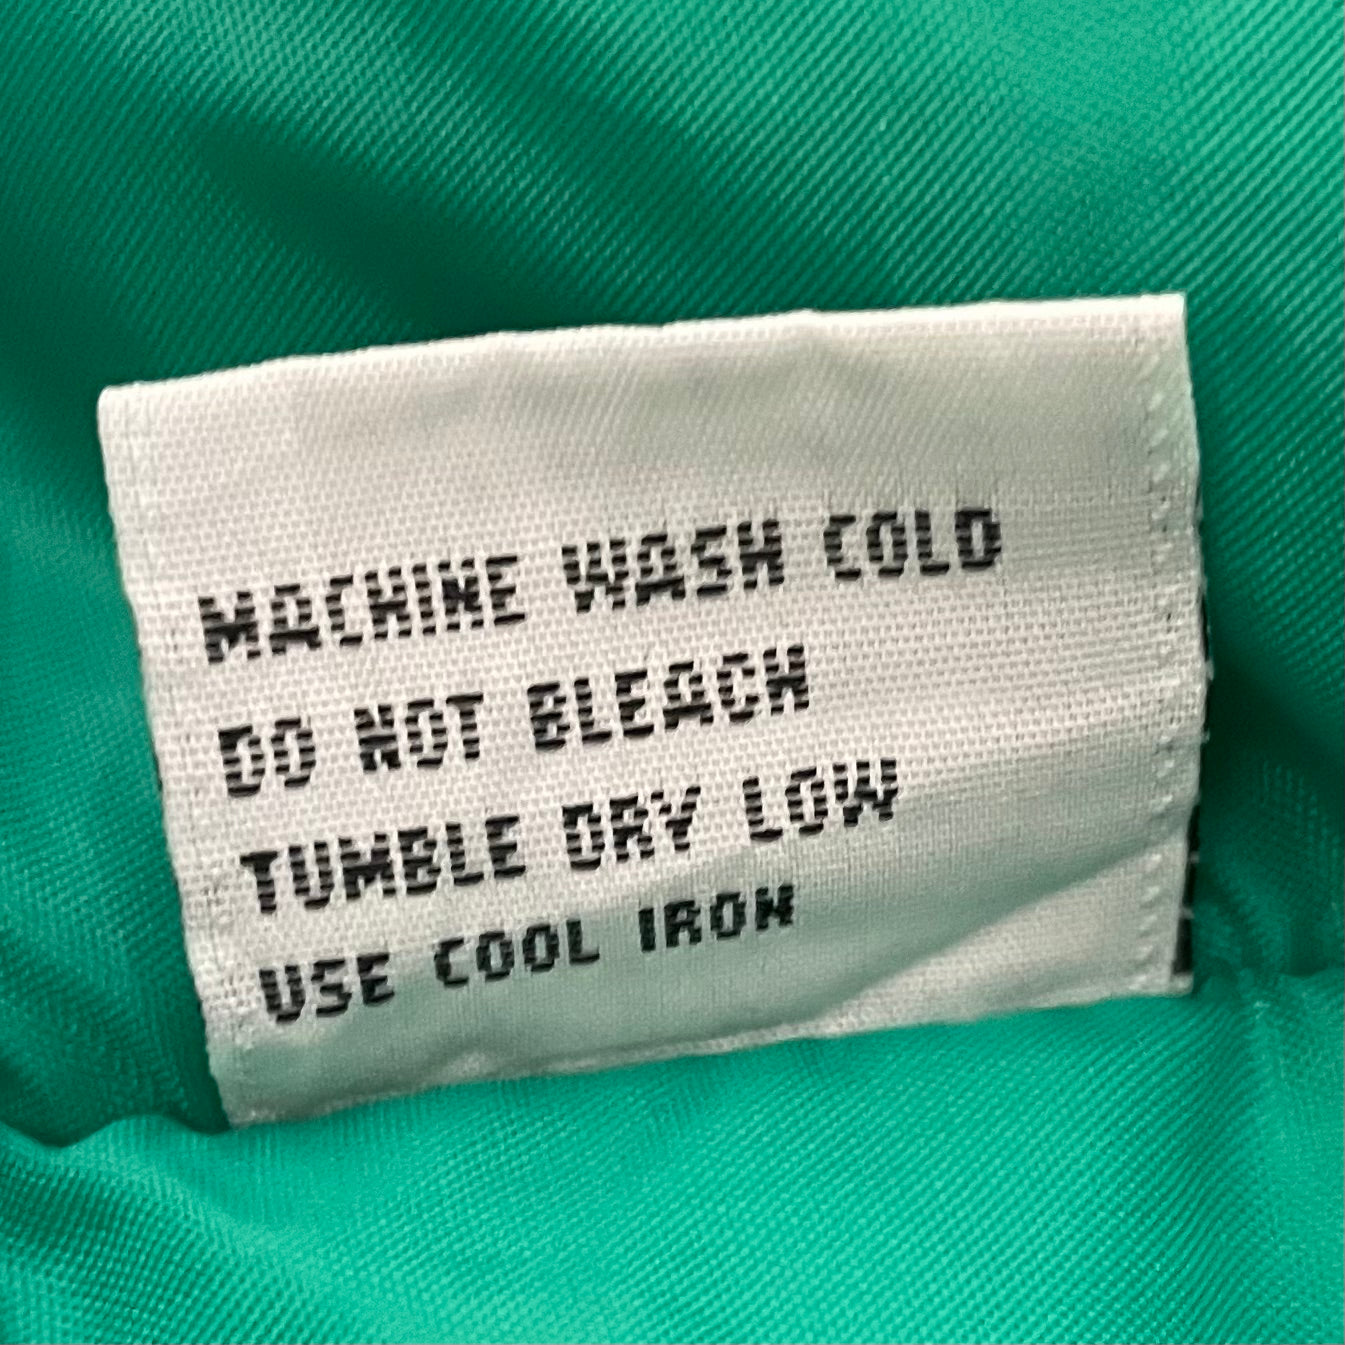 MACHINE WASH COLD
DO NOT BLEACH
TUMBLE DRY LOW
USE COOL IRON